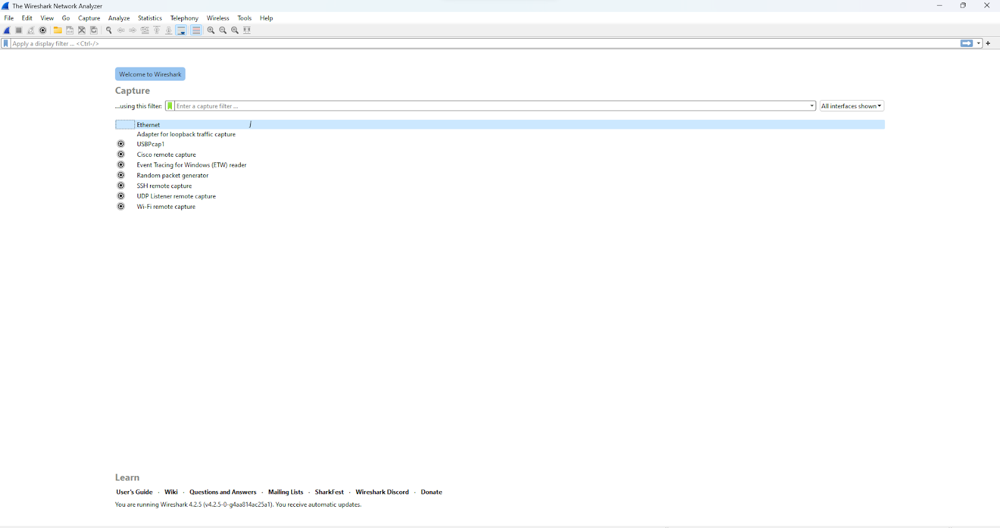 The Wireshark Network Analyzer
File Edit View Go Capture Analyze Statistics Telephony Wireless Tools Help
Apply a display filter ... <Ctrl-/>
+
Welcome to Wireshark
Capture
...using this filter: Enter a capture filter ... All interfaces shown
Ethernet
Adapter for loopback traffic capture
USBPcap1
Cisco remote capture
Event Tracing for Windows (ETW) reader
Random packet generator
SSH remote capture
UDP Listener remote capture
Wi-Fi remote capture
Learn
User's Guide · Wiki · Questions and Answers · Mailing Lists · SharkFest · Wireshark Discord · Donate
You are running Wireshark 4.2.5 (v4.2.5-0-g4aa814ac25a1). You receive automatic updates.